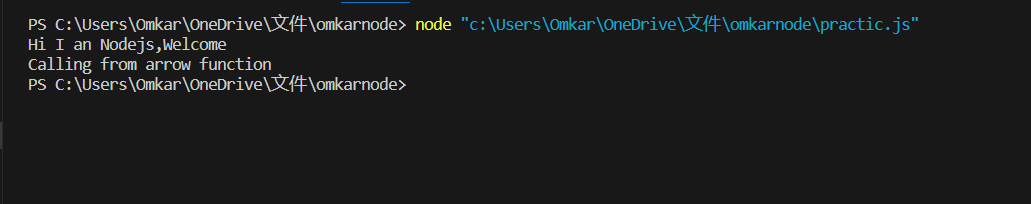 PS C:\Users\Omkar\OneDrive\文件\omkarnode> node "c:\Users\Omkar\OneDrive\文件\omkarnode\practic.js"
Hi I an Nodejs,Welcome
Calling from arrow function
PS C:\Users\Omkar\OneDrive\文件\omkarnode>